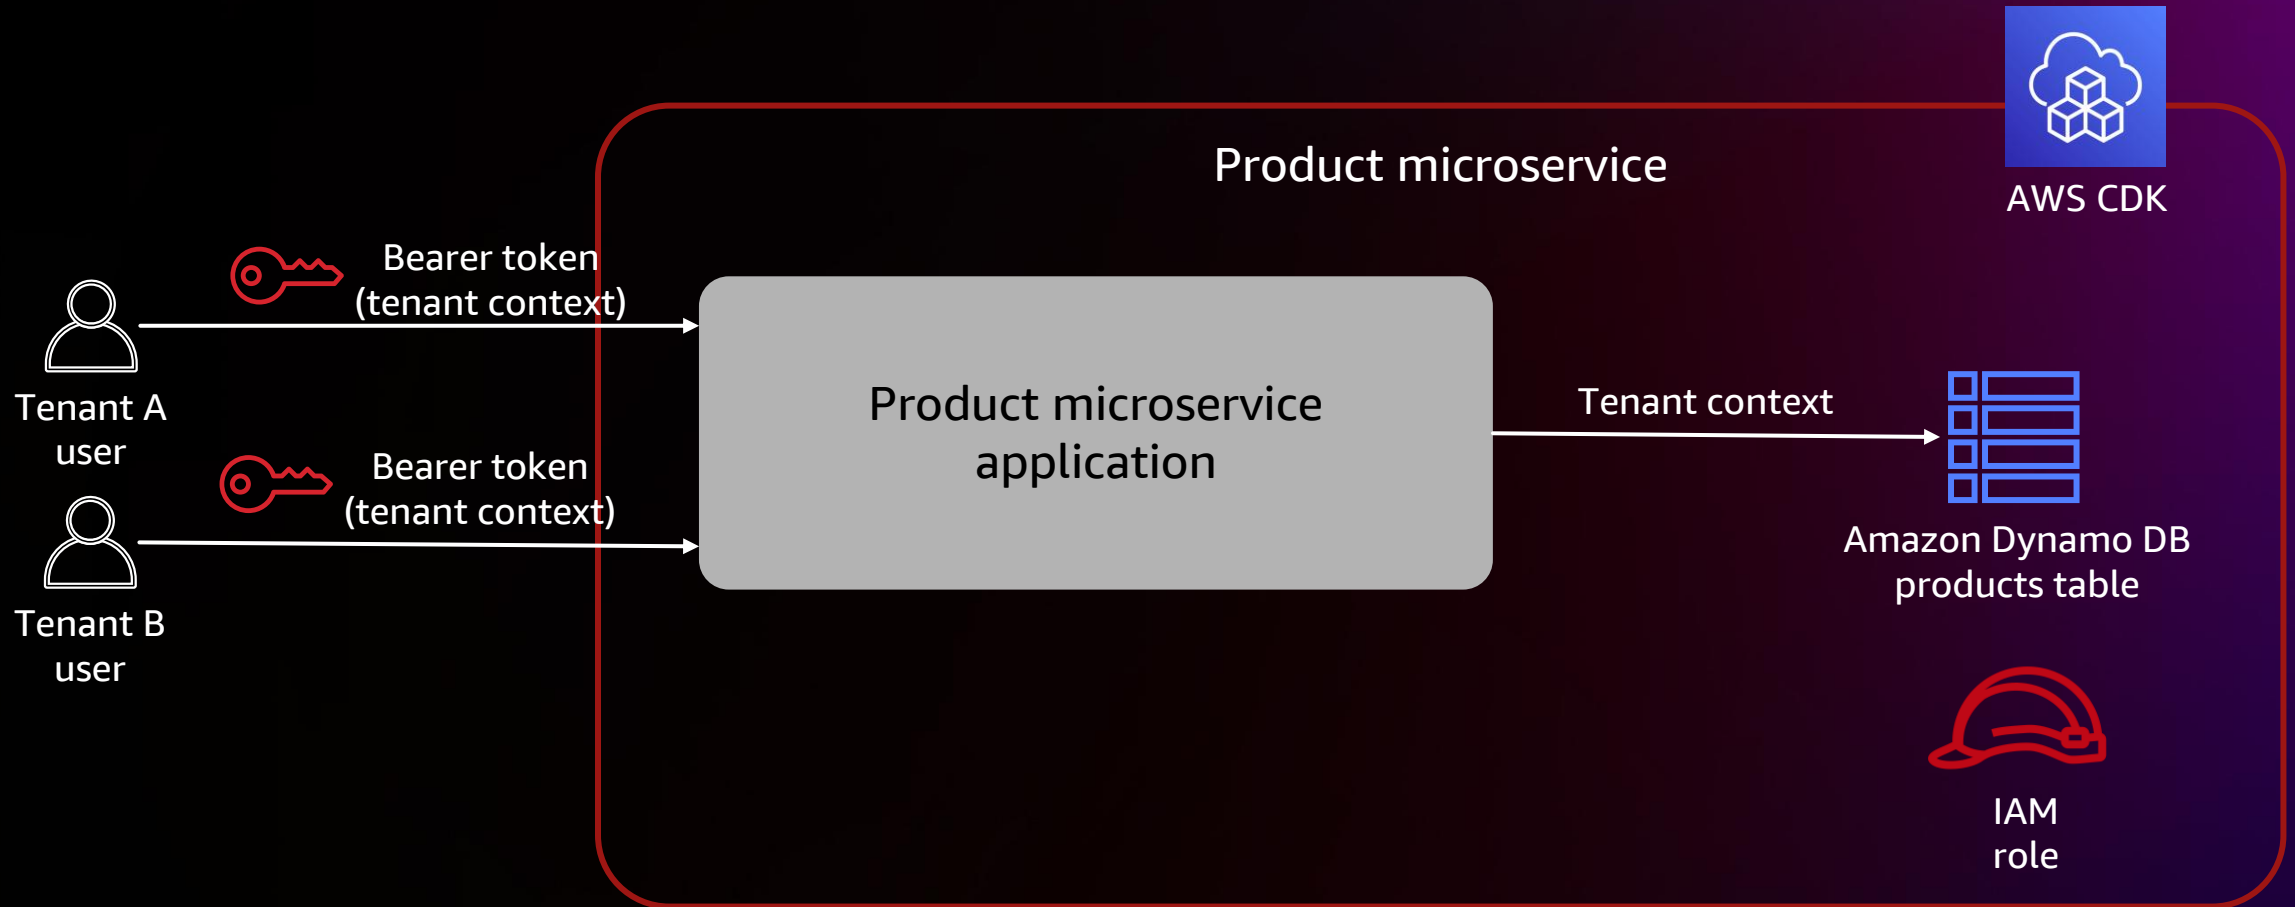 Product microservice
AWS CDK
Bearer token
(tenant context)
Tenant A
user
Bearer token
(tenant context)
Tenant B
user
Product microservice
application
Tenant context
Amazon Dynamo DB
products table
IAM
role